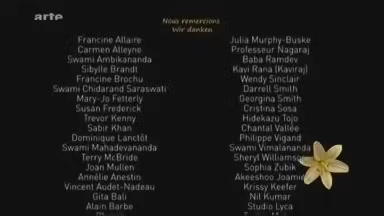 arte
Nous remercions
Wir danken
Francine Allaire
Carmen Alleyne
Swami Ambikananda
Sibylle Brandt
Francine Brochu
Swami Chidarand Saraswati
Mary-Jo Fetterly
Susan Frederick
Trevor Kenny
Sabir Khan
Dominique Lanctôt
Swami Mahadevananda
Terry McBride
Joan Mullen
Annélie Anestin
Vincent Audet-Nadeau
Gita Bali
Alain Barbe
Julia Murphy-Buske
Professeur Nagaraj
Baba Ramdev
Kavi Rana (Kaviraj)
Wendy Sinclair
Darrell Smith
Georgina Smith
Cristina Sosa
Hidekazu Tojo
Chantal Vallée
Philippe Vigand
Swami Vimalananda
Sheryl Williamson
Sophia Zubik
Akeeshoo Joamie
Krissy Keefer
Nil Kumar
Studio Lyca